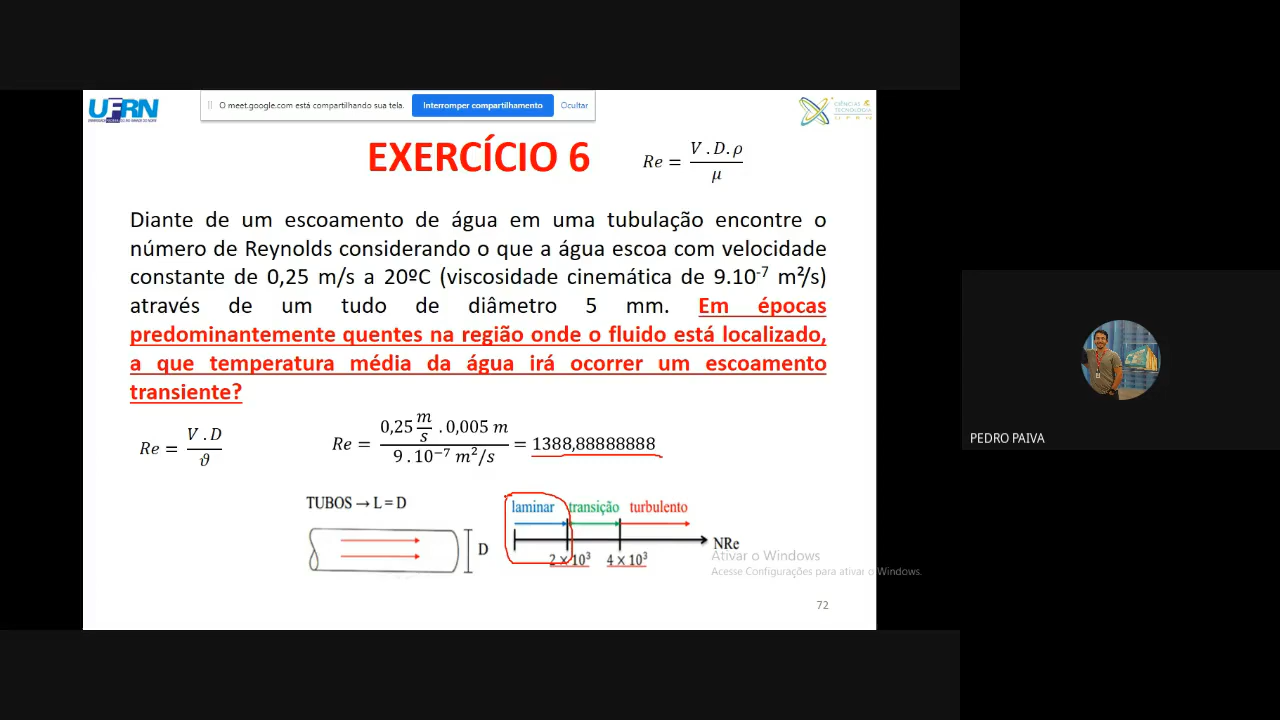 UFRN
O meet.google.com está compartilhando sua tela.
Interromper compartilhamento
Ocultar
CIÊNCIAS &
TECNOLOGIA
U F R N
EXERCÍCIO 6
Re = V . D. ρ / μ
Diante de um escoamento de água em uma tubulação encontre o
número de Reynolds considerando o que a água escoa com velocidade
constante de 0,25 m/s a 20ºC (viscosidade cinemática de 9.10⁻⁷ m²/s)
através de um tudo de diâmetro 5 mm. Em épocas
predominantemente quentes na região onde o fluido está localizado,
a que temperatura média da água irá ocorrer um escoamento
transiente?
Re = V . D / ϑ
Re = 0,25 m/s . 0,005 m / 9 . 10⁻⁷ m²/s = 1388,88888888
TUBOS → L = D
laminar transição turbulento
D
NRe
2 × 10³ 4 × 10³
Ativar o Windows
Acesse Configurações para ativar o Windows.
72
PEDRO PAIVA